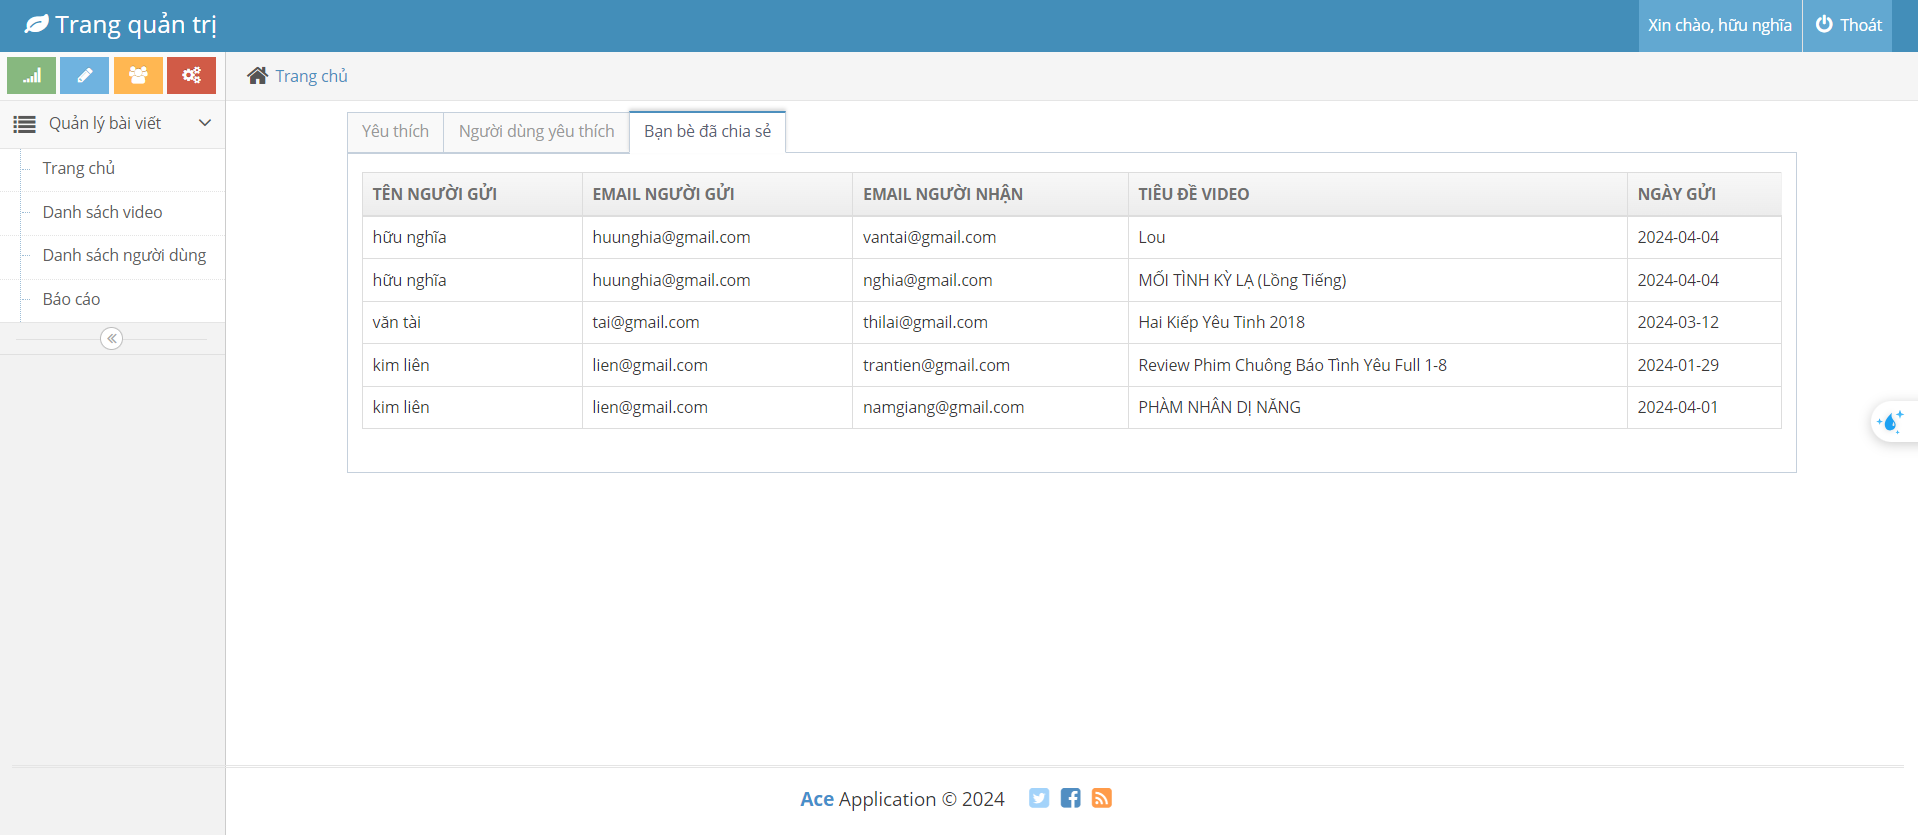 Trang quản trị
Xin chào, hữu nghĩa
Thoát
Trang chủ
Quản lý bài viết
Trang chủ
Danh sách video
Danh sách người dùng
Báo cáo
Yêu thích Người dùng yêu thích Bạn bè đã chia sẻ
TÊN NGƯỜI GỬI EMAIL NGƯỜI GỬI EMAIL NGƯỜI NHẬN TIÊU ĐỀ VIDEO NGÀY GỬI
hữu nghĩa huunghia@gmail.com vantai@gmail.com Lou 2024-04-04
hữu nghĩa huunghia@gmail.com nghia@gmail.com MỐI TÌNH KỲ LẠ (Lồng Tiếng) 2024-04-04
văn tài tai@gmail.com thilai@gmail.com Hai Kiếp Yêu Tinh 2018 2024-03-12
kim liên lien@gmail.com trantien@gmail.com Review Phim Chuông Báo Tình Yêu Full 1-8 2024-01-29
kim liên lien@gmail.com namgiang@gmail.com PHÀM NHÂN DỊ NĂNG 2024-04-01
Ace Application © 2024